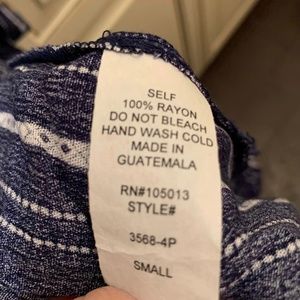 SELF
100% RAYON
DO NOT BLEACH
HAND WASH COLD
MADE IN
GUATEMALA
RN#105013
STYLE#
3568-4P
SMALL